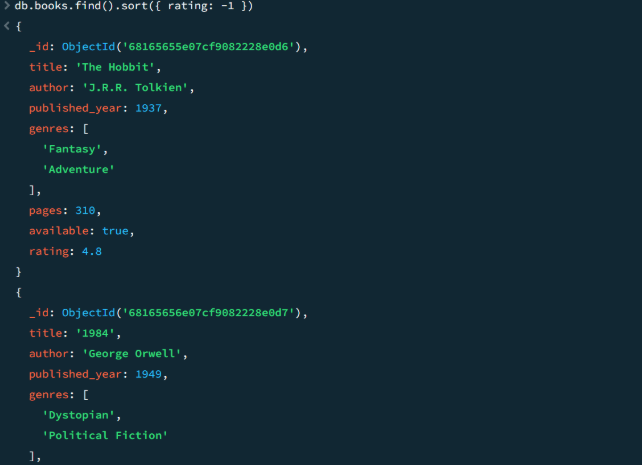 > db.books.find().sort({ rating: -1 })
< {
    _id: ObjectId('68165655e07cf9082228e0d6'),
    title: 'The Hobbit',
    author: 'J.R.R. Tolkien',
    published_year: 1937,
    genres: [
      'Fantasy',
      'Adventure'
    ],
    pages: 310,
    available: true,
    rating: 4.8
  }
  {
    _id: ObjectId('68165656e07cf9082228e0d7'),
    title: '1984',
    author: 'George Orwell',
    published_year: 1949,
    genres: [
      'Dystopian',
      'Political Fiction'
    ],